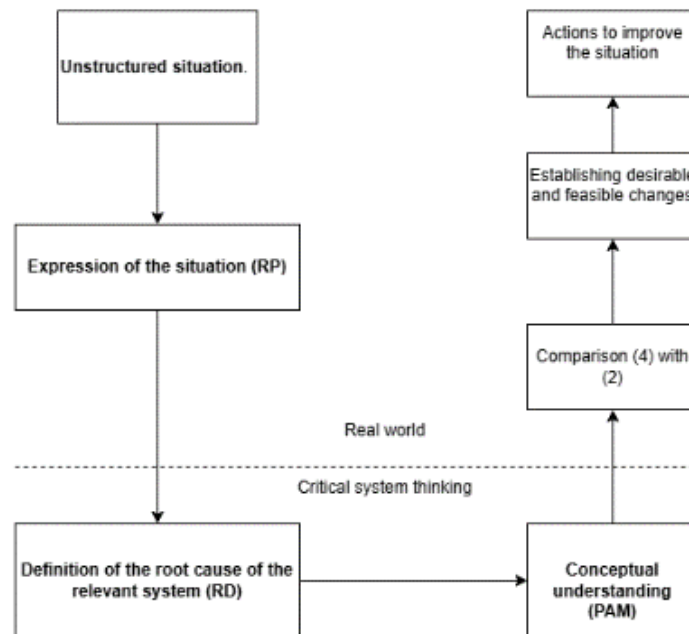 Unstructured situation.
Actions to improve
the situation
Establishing desirable
and feasible changes
Expression of the situation (RP)
Comparison (4) with
(2)
Real world
Critical system thinking
Definition of the root cause of the
relevant system (RD)
Conceptual
understanding
(PAM)